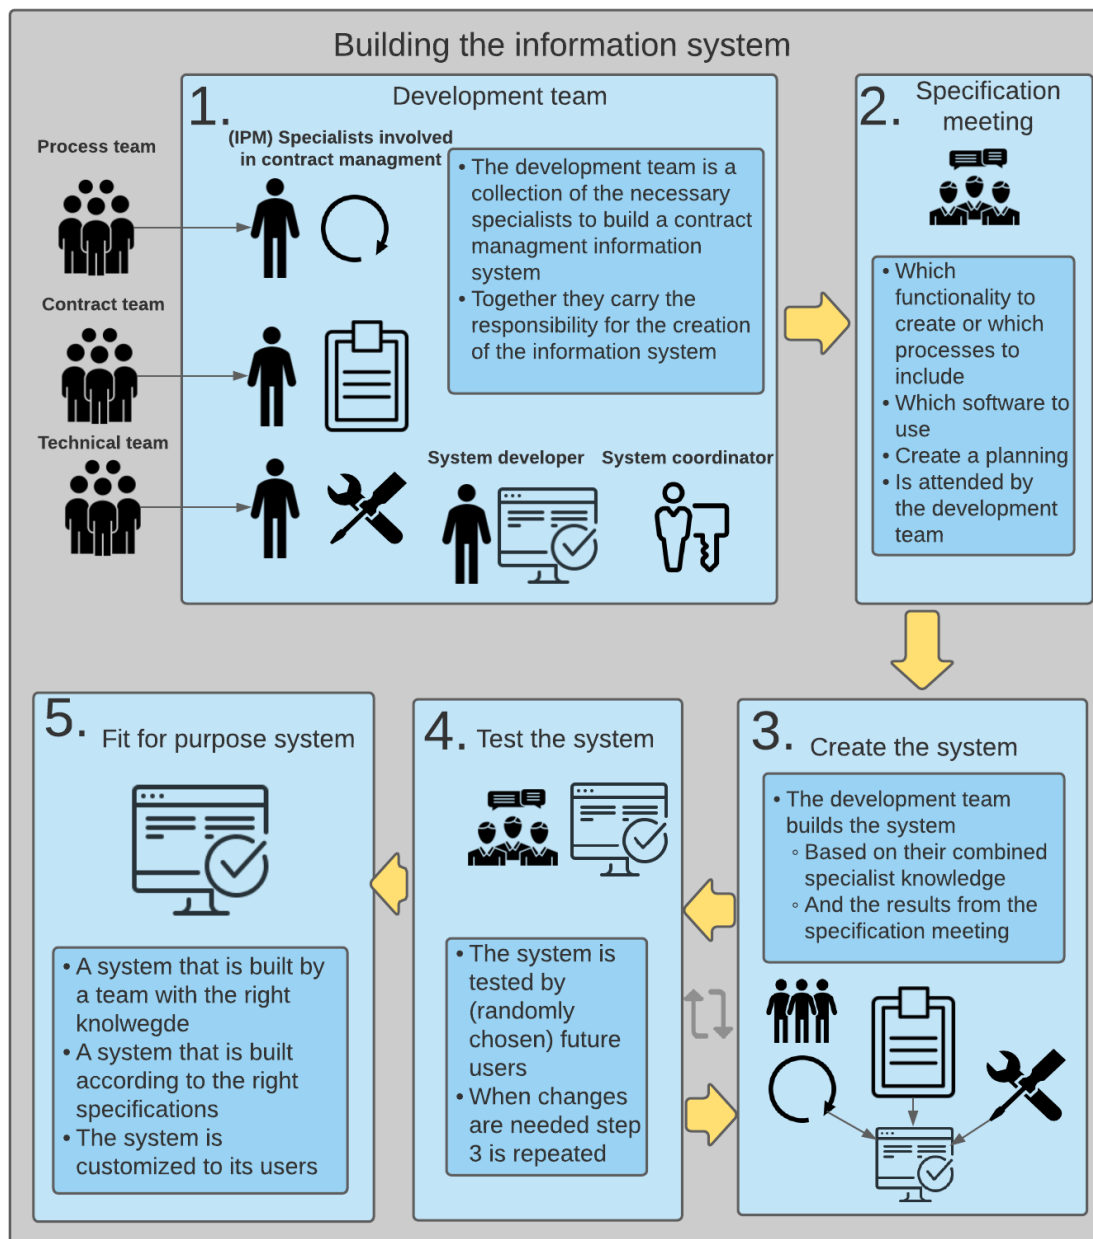 Building the information system
1.
Development team
Process team
(IPM) Specialists involved
in contract managment
• The development team is a
collection of the necessary
specialists to build a contract
managment information
system
• Together they carry the
responsibility for the creation
of the information system
Contract team
Technical team
System developer
System coordinator
2.
Specification
meeting
• Which
functionality to
create or which
processes to
include
• Which software to
use
• Create a planning
• Is attended by
the development
team
3.
Create the system
• The development team
builds the system
◦ Based on their combined
specialist knowledge
◦ And the results from the
specification meeting
4.
Test the system
• The system is
tested by
(randomly
chosen) future
users
• When changes
are needed step
3 is repeated
5.
Fit for purpose system
• A system that is built by
a team with the right
knolwegde
• A system that is built
according to the right
specifications
• The system is
customized to its users